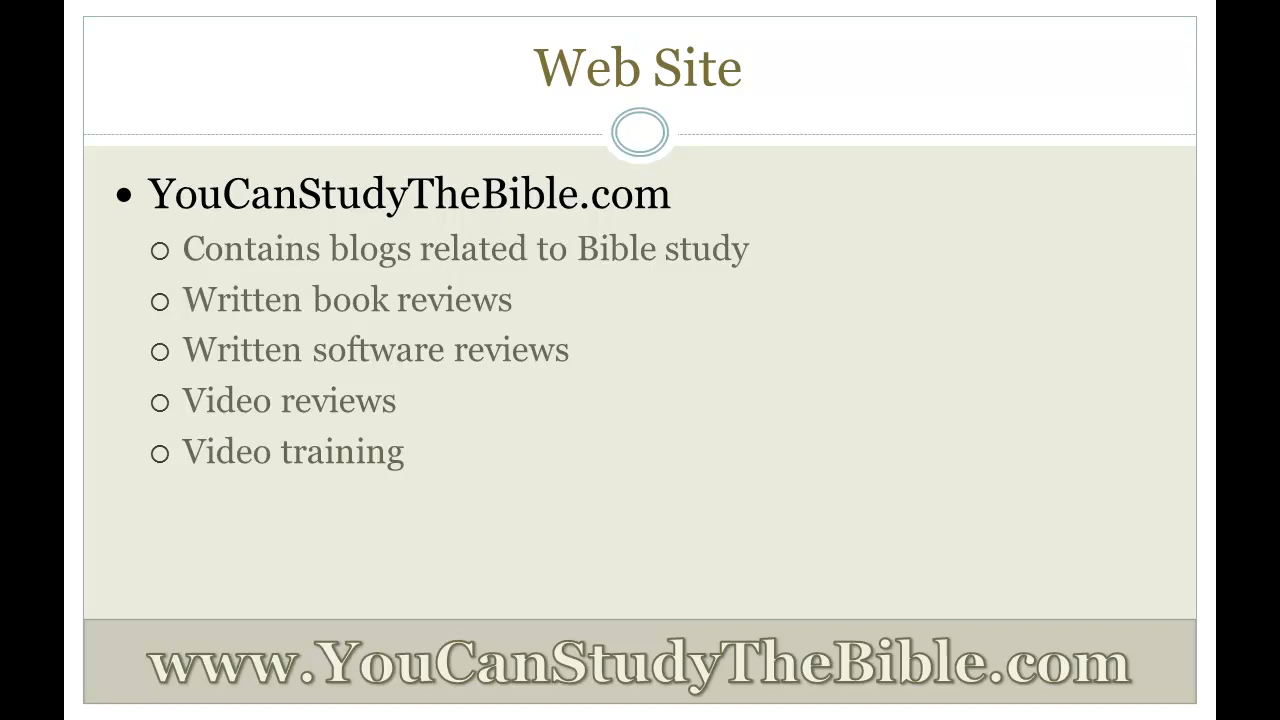 Web Site
• YouCanStudyTheBible.com
○ Contains blogs related to Bible study
○ Written book reviews
○ Written software reviews
○ Video reviews
○ Video training
www.YouCanStudyTheBible.com